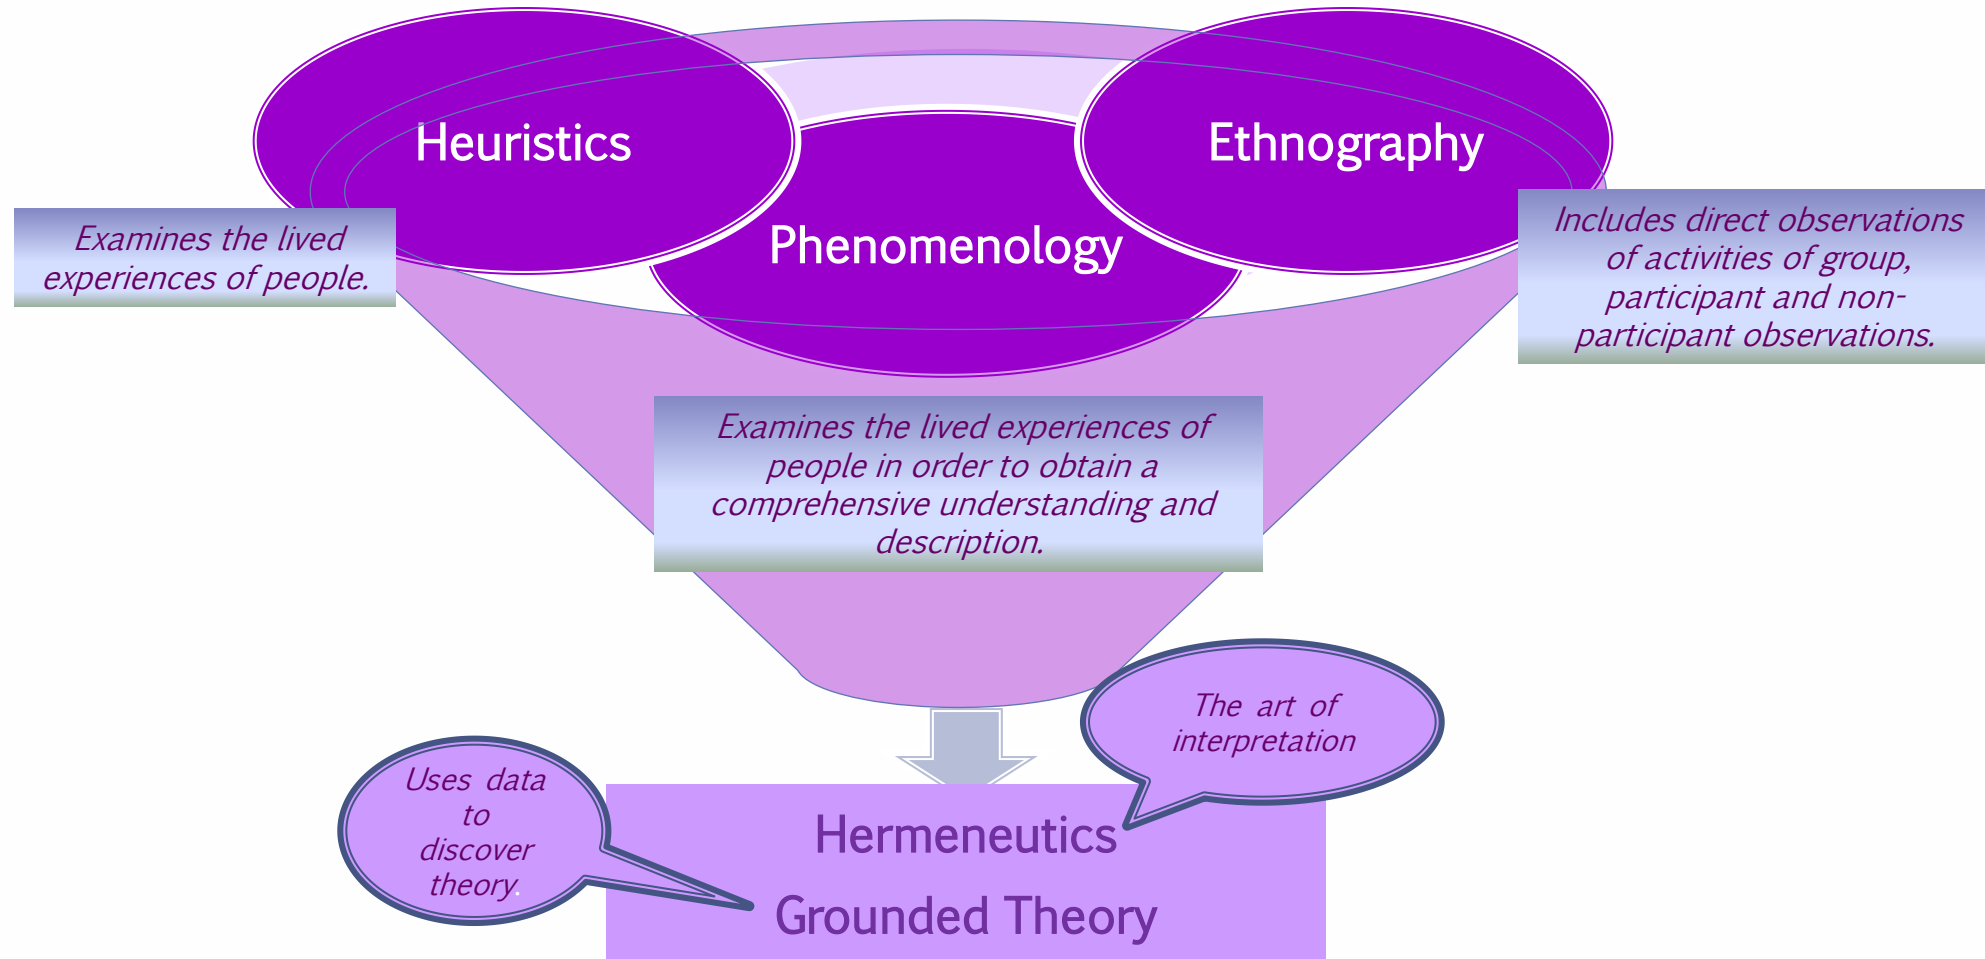 Heuristics
Ethnography
Phenomenology
Examines the lived
experiences of people.
Includes direct observations
of activities of group,
participant and non-
participant observations.
Examines the lived experiences of
people in order to obtain a
comprehensive understanding and
description.
The art of
interpretation
Uses data
to
discover
theory.
Hermeneutics
Grounded Theory